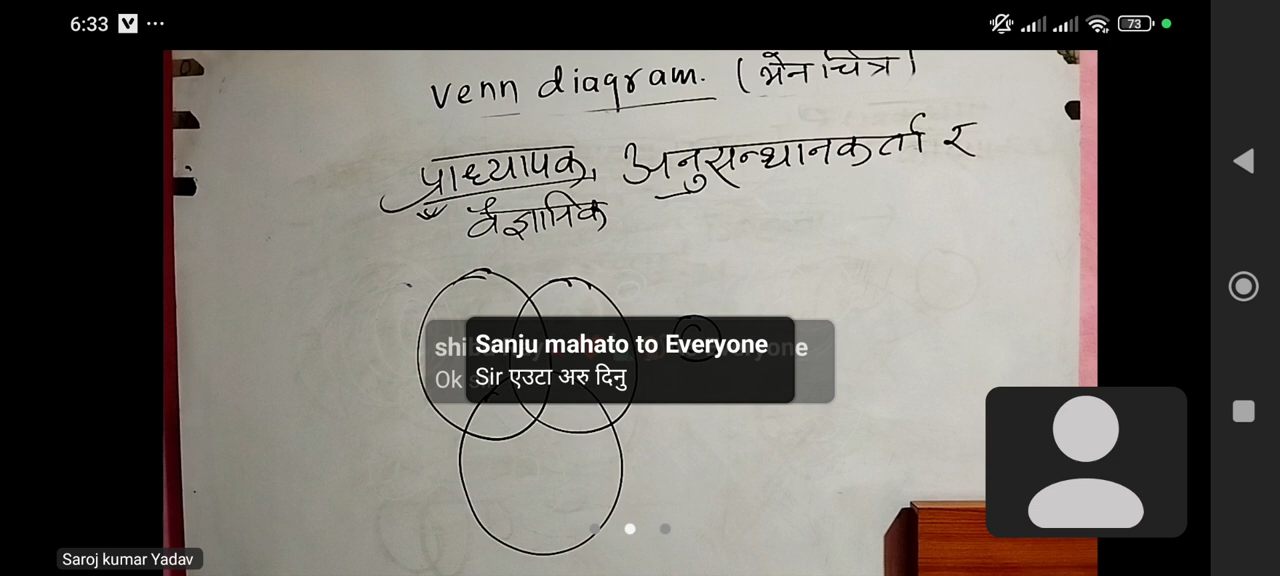 6:33
73
venn diagram. (भेन चित्र)
प्राध्यापक, अनुसन्धानकर्ता र
वैज्ञानिक
Sanju mahato to Everyone
Sir एउटा अरु दिनु
Ok
Saroj kumar Yadav